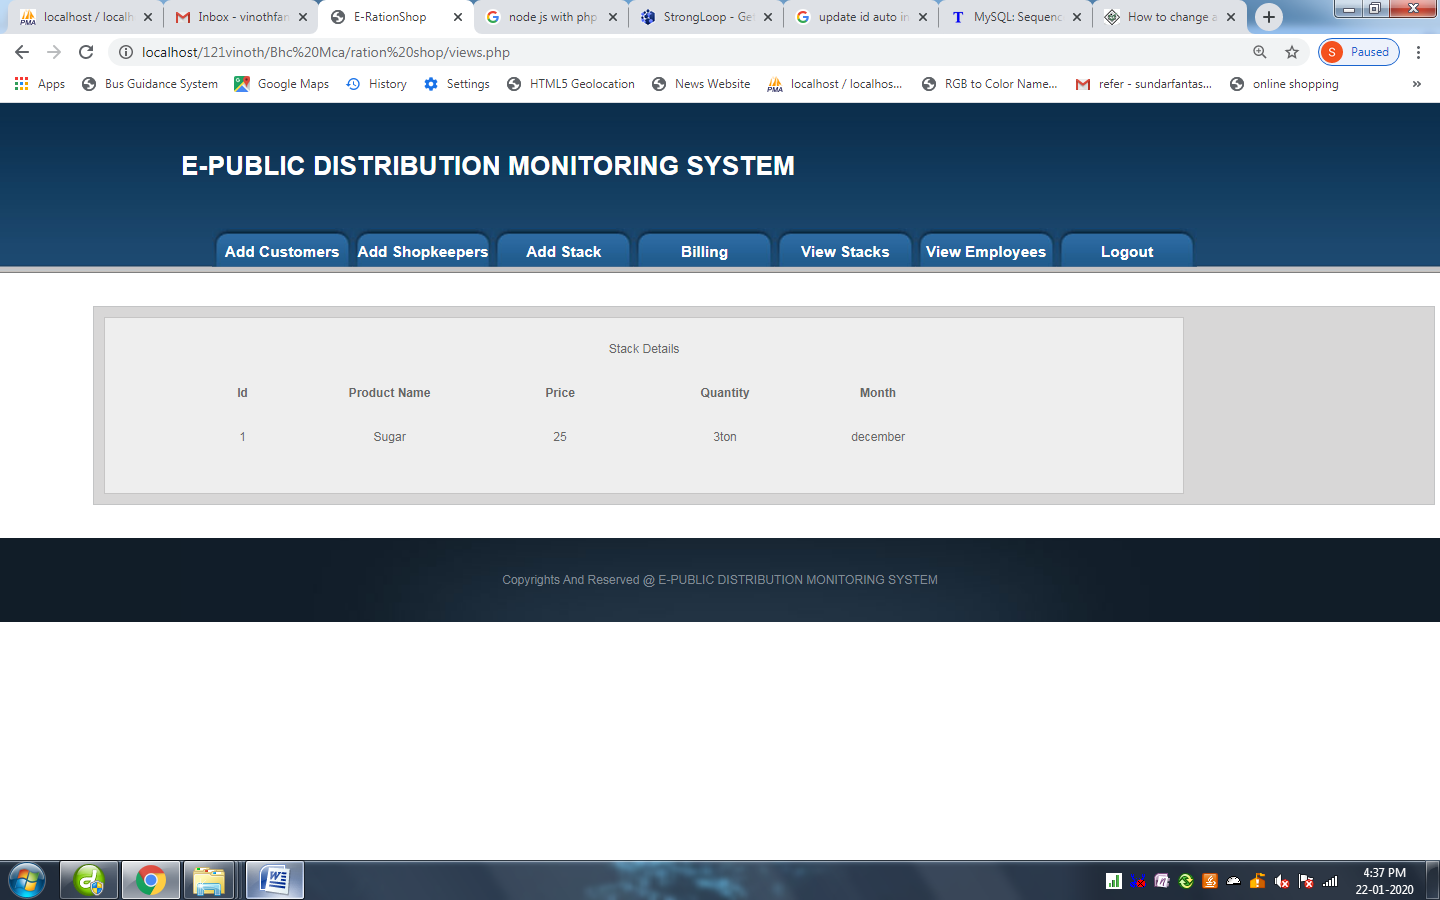 localhost / localh
Inbox - vinothfan
E-RationShop
node js with php
StrongLoop - Get
update id auto in
MySQL: Sequenc
How to change a
localhost/121vinoth/Bhc%20Mca/ration%20shop/views.php
S Paused
Apps
Bus Guidance System
Google Maps
History
Settings
HTML5 Geolocation
News Website
localhost / localhos...
RGB to Color Name...
refer - sundarfantas...
online shopping
»
E-PUBLIC DISTRIBUTION MONITORING SYSTEM
Add Customers
Add Shopkeepers
Add Stack
Billing
View Stacks
View Employees
Logout
Stack Details
Id Product Name Price Quantity Month
1 Sugar 25 3ton december
Copyrights And Reserved @ E-PUBLIC DISTRIBUTION MONITORING SYSTEM
4:37 PM
22-01-2020